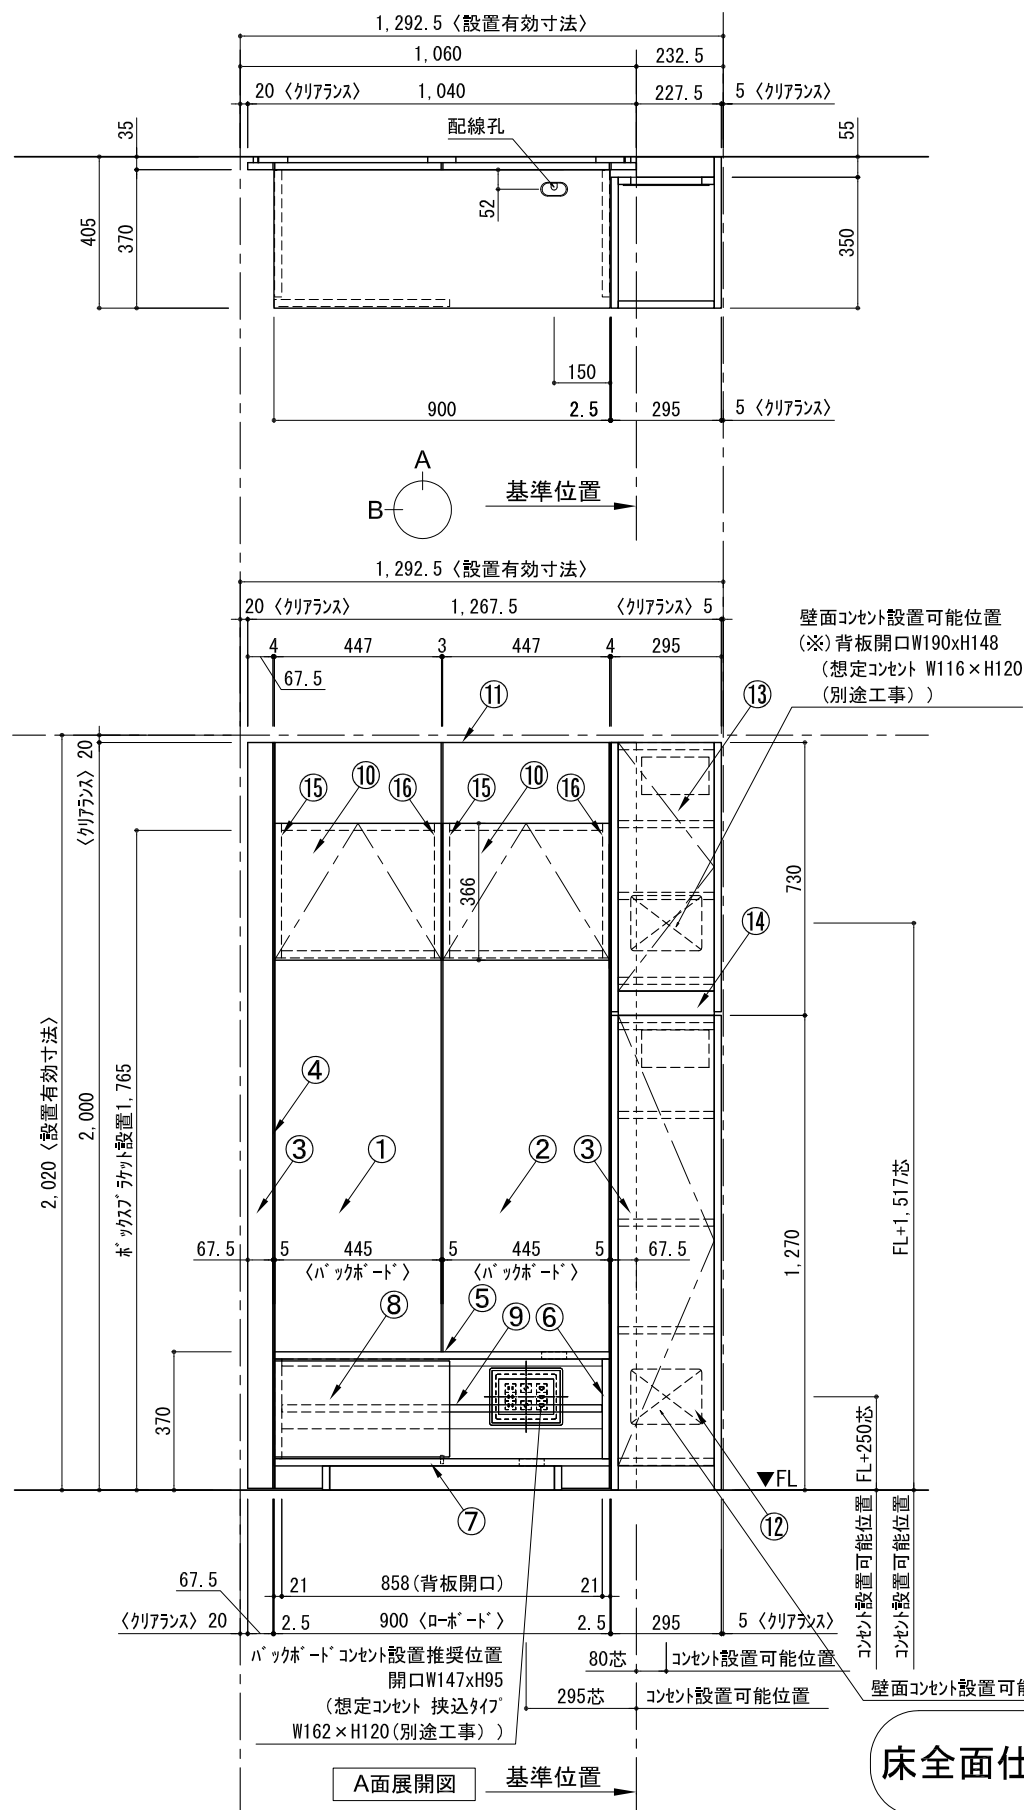 1,292.5〈設置有効寸法〉
1,060
232.5
20〈クリアランス〉
1,040
227.5
5〈クリアランス〉
35
配線孔
55
52
405
370
350
150
900
2.5
295
5〈クリアランス〉
A
B
基準位置
1,292.5〈設置有効寸法〉
20〈クリアランス〉
1,267.5
〈クリアランス〉5
壁面コンセント設置可能位置
(※)背板開口W190xH148
(想定コンセント W116×H120
(別途工事))
4
447
3
447
4
295
67.5
⑪
⑬
〈クリアランス〉20
⑮
⑩
⑯
⑮
⑩
⑯
366
730
⑭
2,020〈設置有効寸法〉
2,000
ボックスブラケット設置1,765
④
③
①
②
③
FL+1,517芯
67.5
5
445
5
445
5
67.5
〈バックボード〉
〈バックボード〉
1,270
⑧
⑤
⑨
⑥
370
FL+250芯
▼FL
⑦
⑫
コンセント設置可能位置
コンセント設置可能位置
67.5
21
858(背板開口)
21
〈クリアランス〉20
2.5
900〈ローボード〉
2.5
295
5〈クリアランス〉
バックボードコンセント設置推奨位置
開口W147xH95
(想定コンセント 挟込タイプ
W162×H120(別途工事))
80芯
コンセント設置可能位置
295芯
コンセント設置可能位置
壁面コンセント設置可能
床全面仕
A面展開図
基準位置